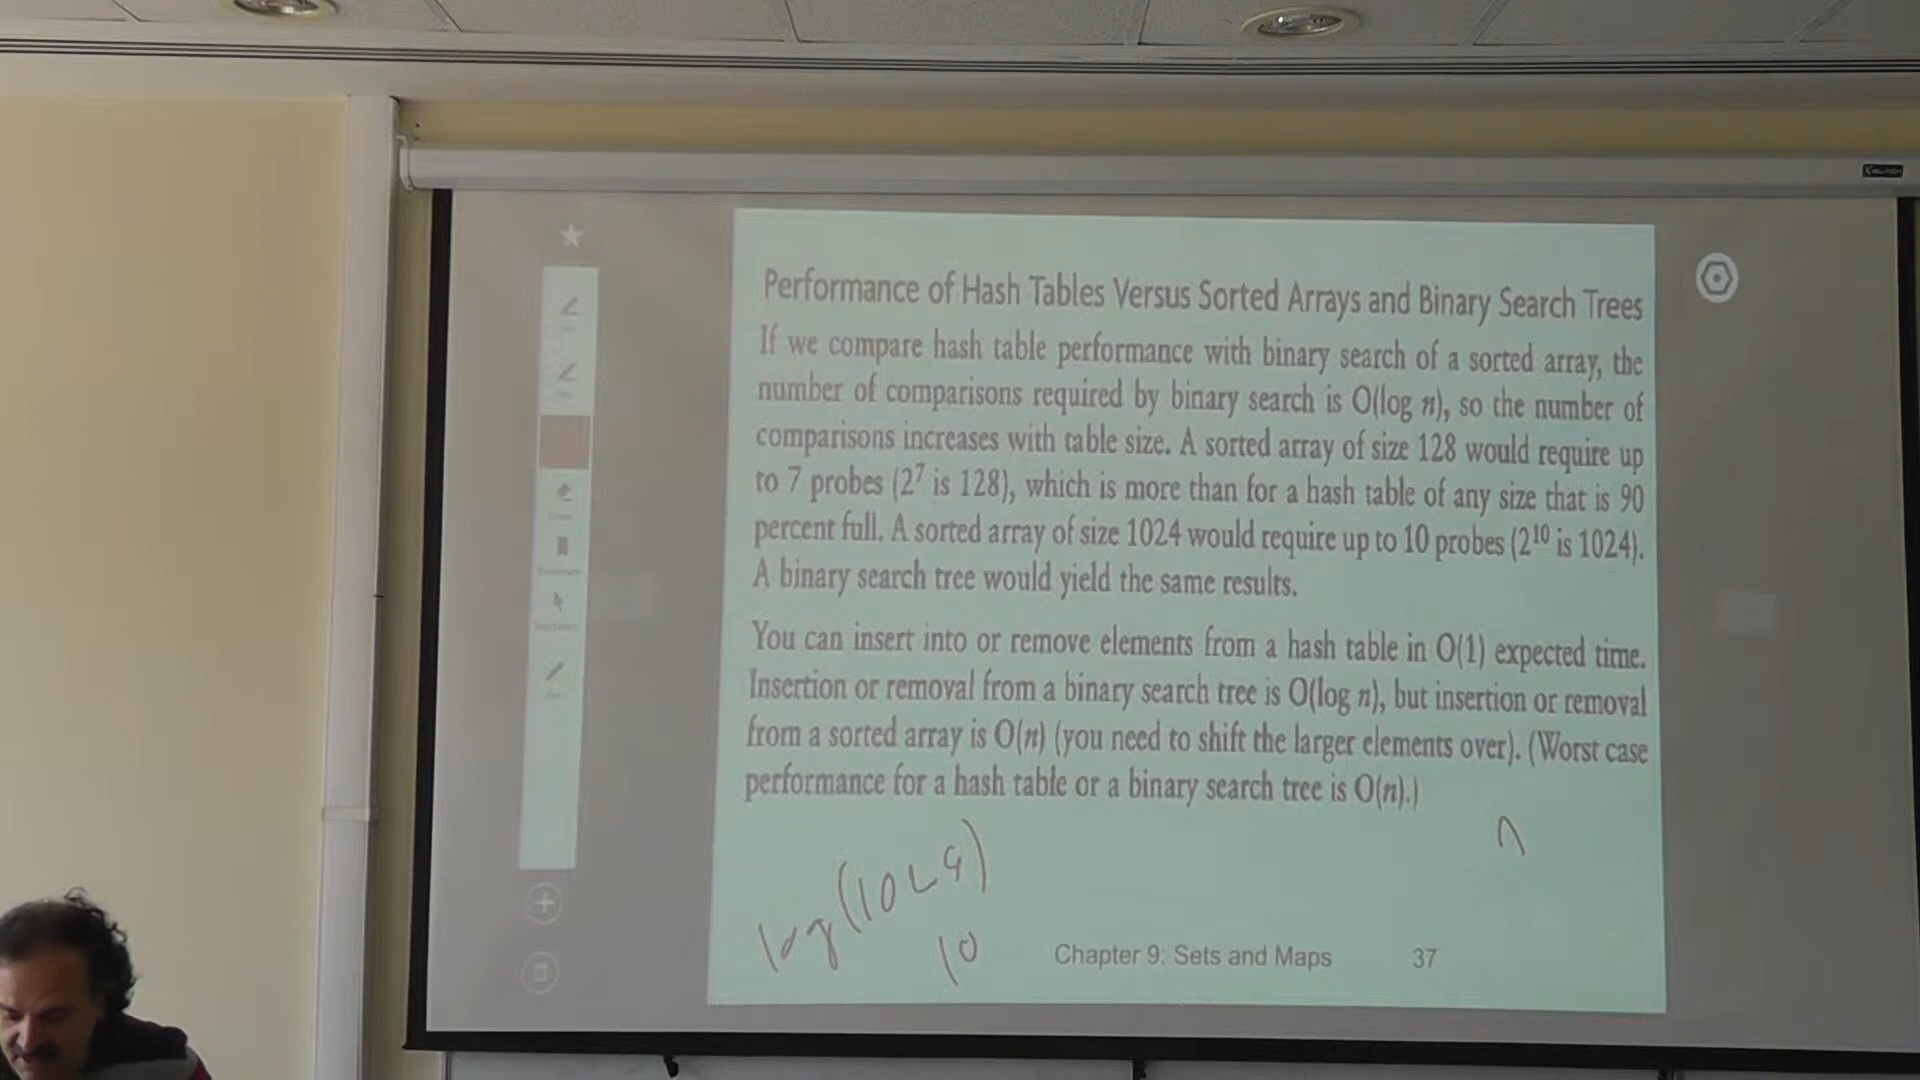 Performance of Hash Tables Versus Sorted Arrays and Binary Search Trees
If we compare hash table performance with binary search of a sorted array, the
number of comparisons required by binary search is O(log n), so the number of
comparisons increases with table size. A sorted array of size 128 would require up
to 7 probes (2⁷ is 128), which is more than for a hash table of any size that is 90
percent full. A sorted array of size 1024 would require up to 10 probes (2¹⁰ is 1024).
A binary search tree would yield the same results.
You can insert into or remove elements from a hash table in O(1) expected time.
Insertion or removal from a binary search tree is O(log n), but insertion or removal
from a sorted array is O(n) (you need to shift the larger elements over). (Worst case
performance for a hash table or a binary search tree is O(n).)
log(1024)
10
Chapter 9: Sets and Maps 37